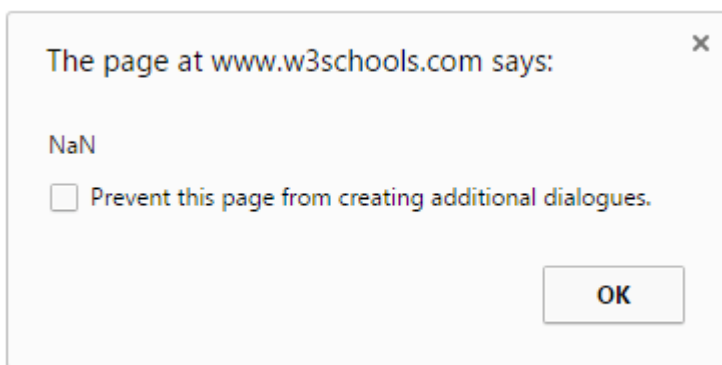 The page at www.w3schools.com says:
NaN
Prevent this page from creating additional dialogues.
OK